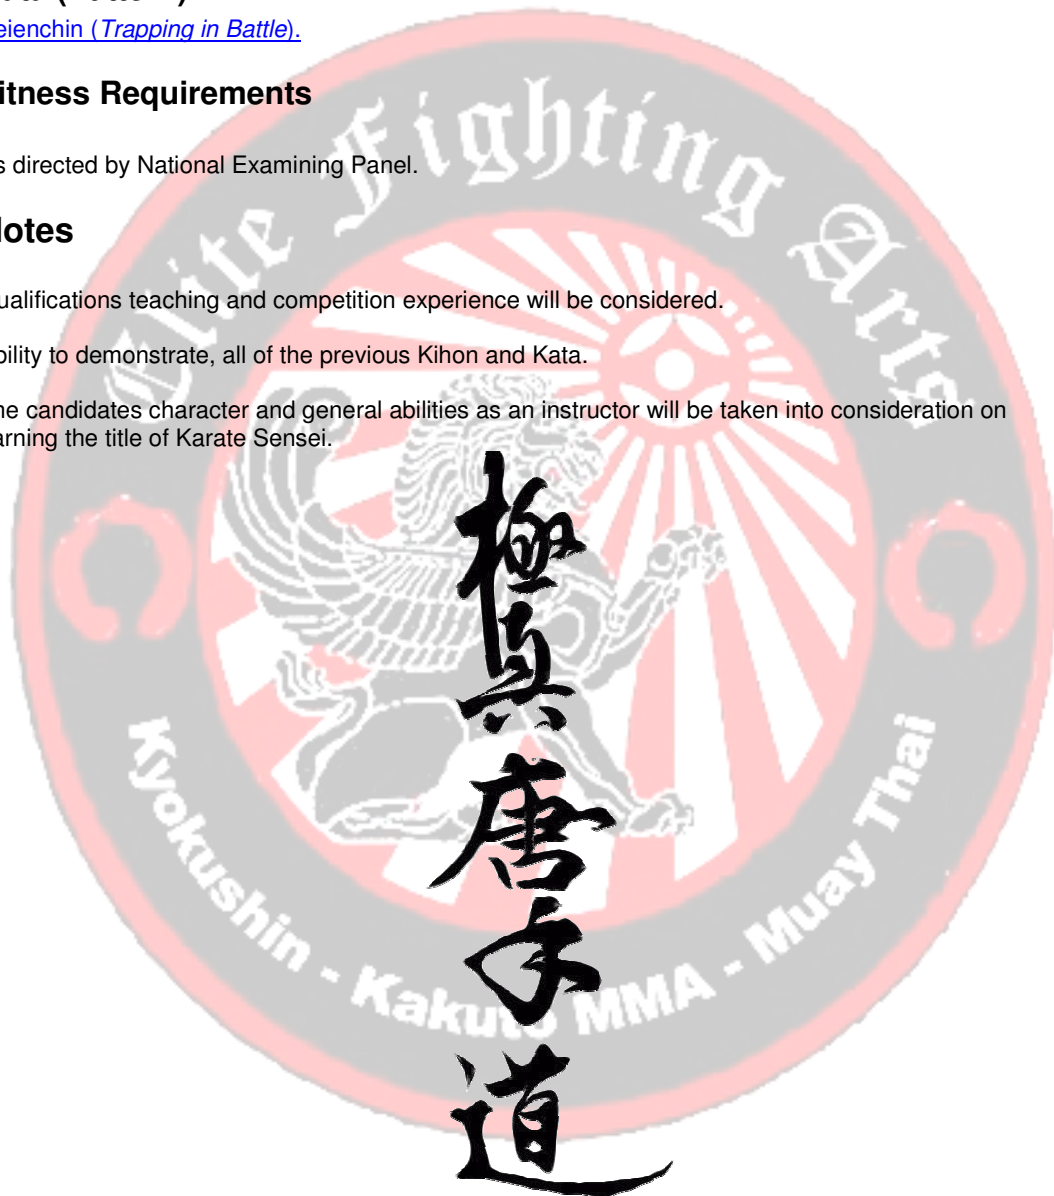 eienchin (Trapping in Battle).
itness Requirements
s directed by National Examining Panel.
otes
ualifications teaching and competition experience will be considered.
bility to demonstrate, all of the previous Kihon and Kata.
he candidates character and general abilities as an instructor will be taken into consideration on
arning the title of Karate Sensei.
Elite Fighting Arts
極
真
唐
手
道
Kyokushin - Kakuto MMA - Muay Thai